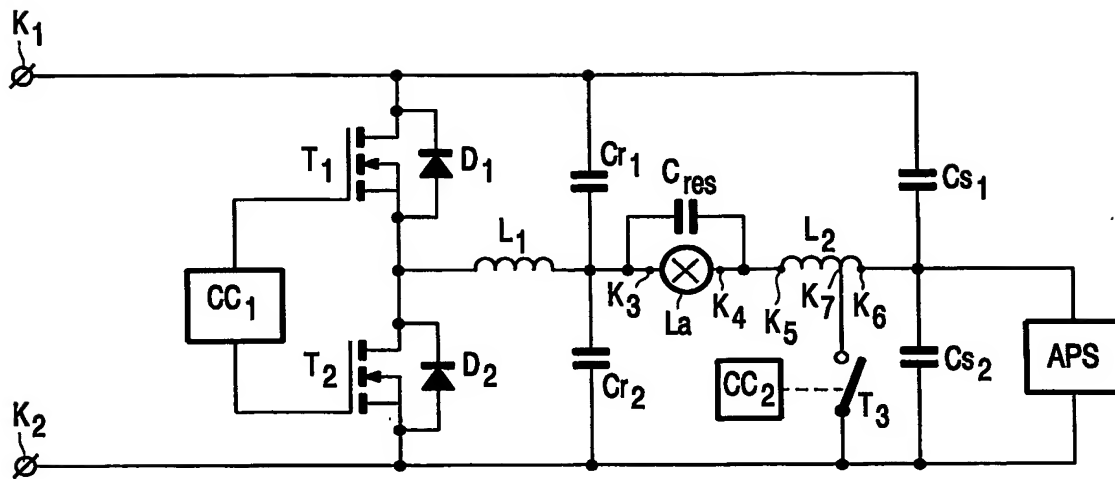 K1
T1
D1
Cr1
Cres
Cs1
L1
L2
CC1
K3
La
K4
K5
K7
K6
T2
D2
Cr2
CC2
T3
Cs2
APS
K2